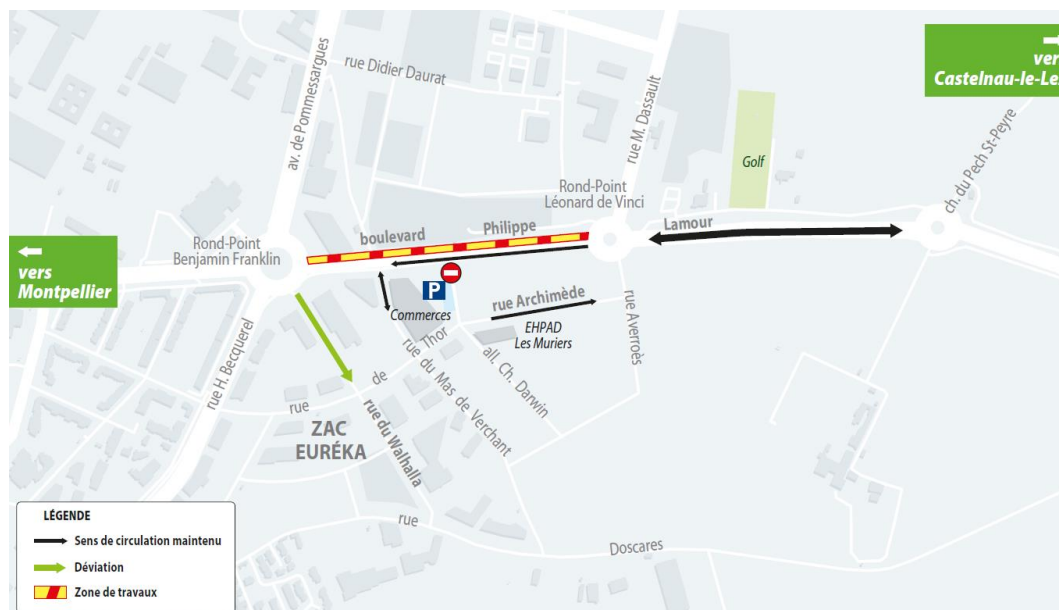 av. de Pommessargues
rue Didier Daurat
rue M. Dassault
Golf
ver
Castelnau-le-Le
ch. du Pech St-Peyre
Rond-Point
Léonard de Vinci
Rond-Point
Benjamin Franklin
boulevard
Philippe
Lamour
vers
Montpellier
P
Commerces
rue Archimède
EHPAD
Les Muriers
rue Averroès
rue H. Becquerel
rue
de
Thor
rue du Mas de Verchant
all. Ch. Darwin
ZAC
EURÉKA
rue du Walhalla
rue
Doscares
LÉGENDE
Sens de circulation maintenu
Déviation
Zone de travaux